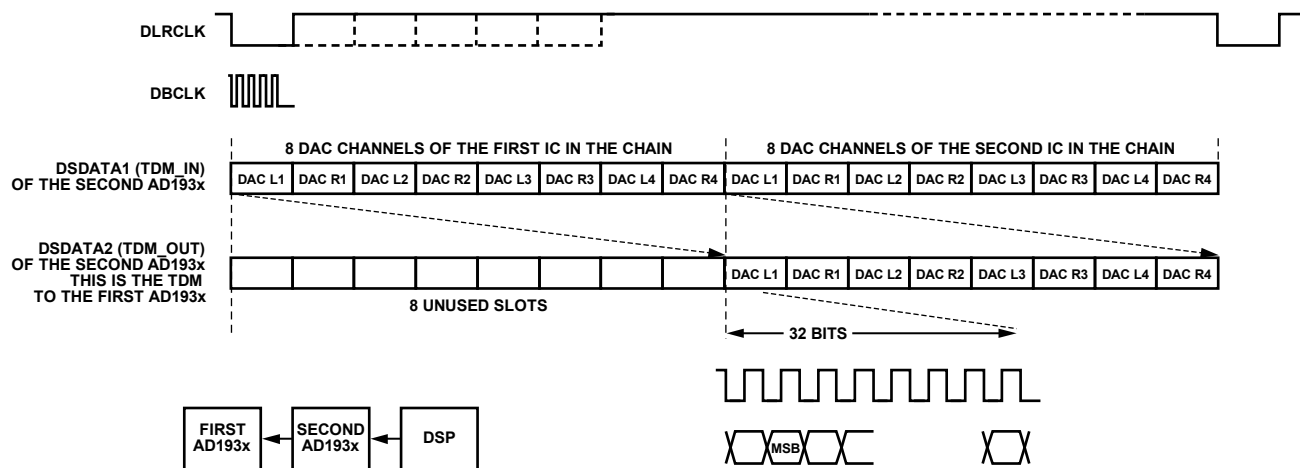 DLRCLK
DBCLK
8 DAC CHANNELS OF THE FIRST IC IN THE CHAIN
8 DAC CHANNELS OF THE SECOND IC IN THE CHAIN
DSDATA1 (TDM_IN)
OF THE SECOND AD193x
DAC L1 DAC R1 DAC L2 DAC R2 DAC L3 DAC R3 DAC L4 DAC R4 DAC L1 DAC R1 DAC L2 DAC R2 DAC L3 DAC R3 DAC L4 DAC R4
DSDATA2 (TDM_OUT)
OF THE SECOND AD193x
THIS IS THE TDM
TO THE FIRST AD193x
DAC L1 DAC R1 DAC L2 DAC R2 DAC L3 DAC R3 DAC L4 DAC R4
8 UNUSED SLOTS
32 BITS
FIRST
AD193x
SECOND
AD193x
DSP
MSB